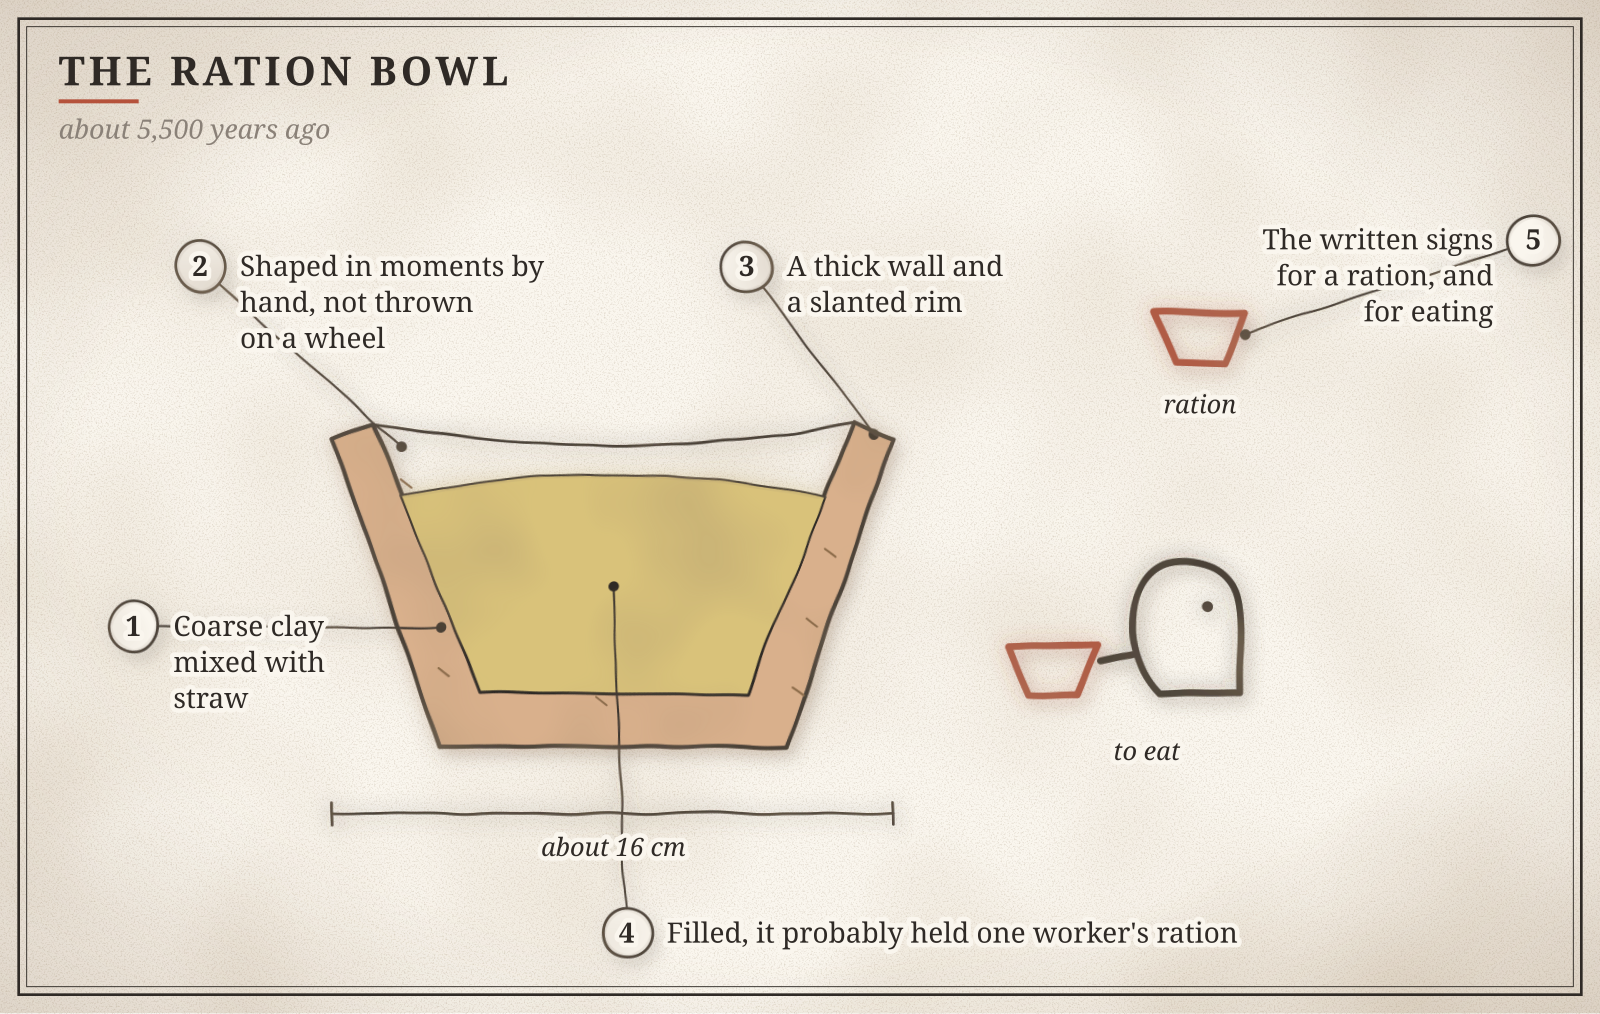 THE RATION BOWL
about 5,500 years ago
2
Shaped in moments by
hand, not thrown
on a wheel
3
A thick wall and
a slanted rim
5
The written signs
for a ration, and
for eating
ration
1
Coarse clay
mixed with
straw
to eat
about 16 cm
4
Filled, it probably held one worker's ration